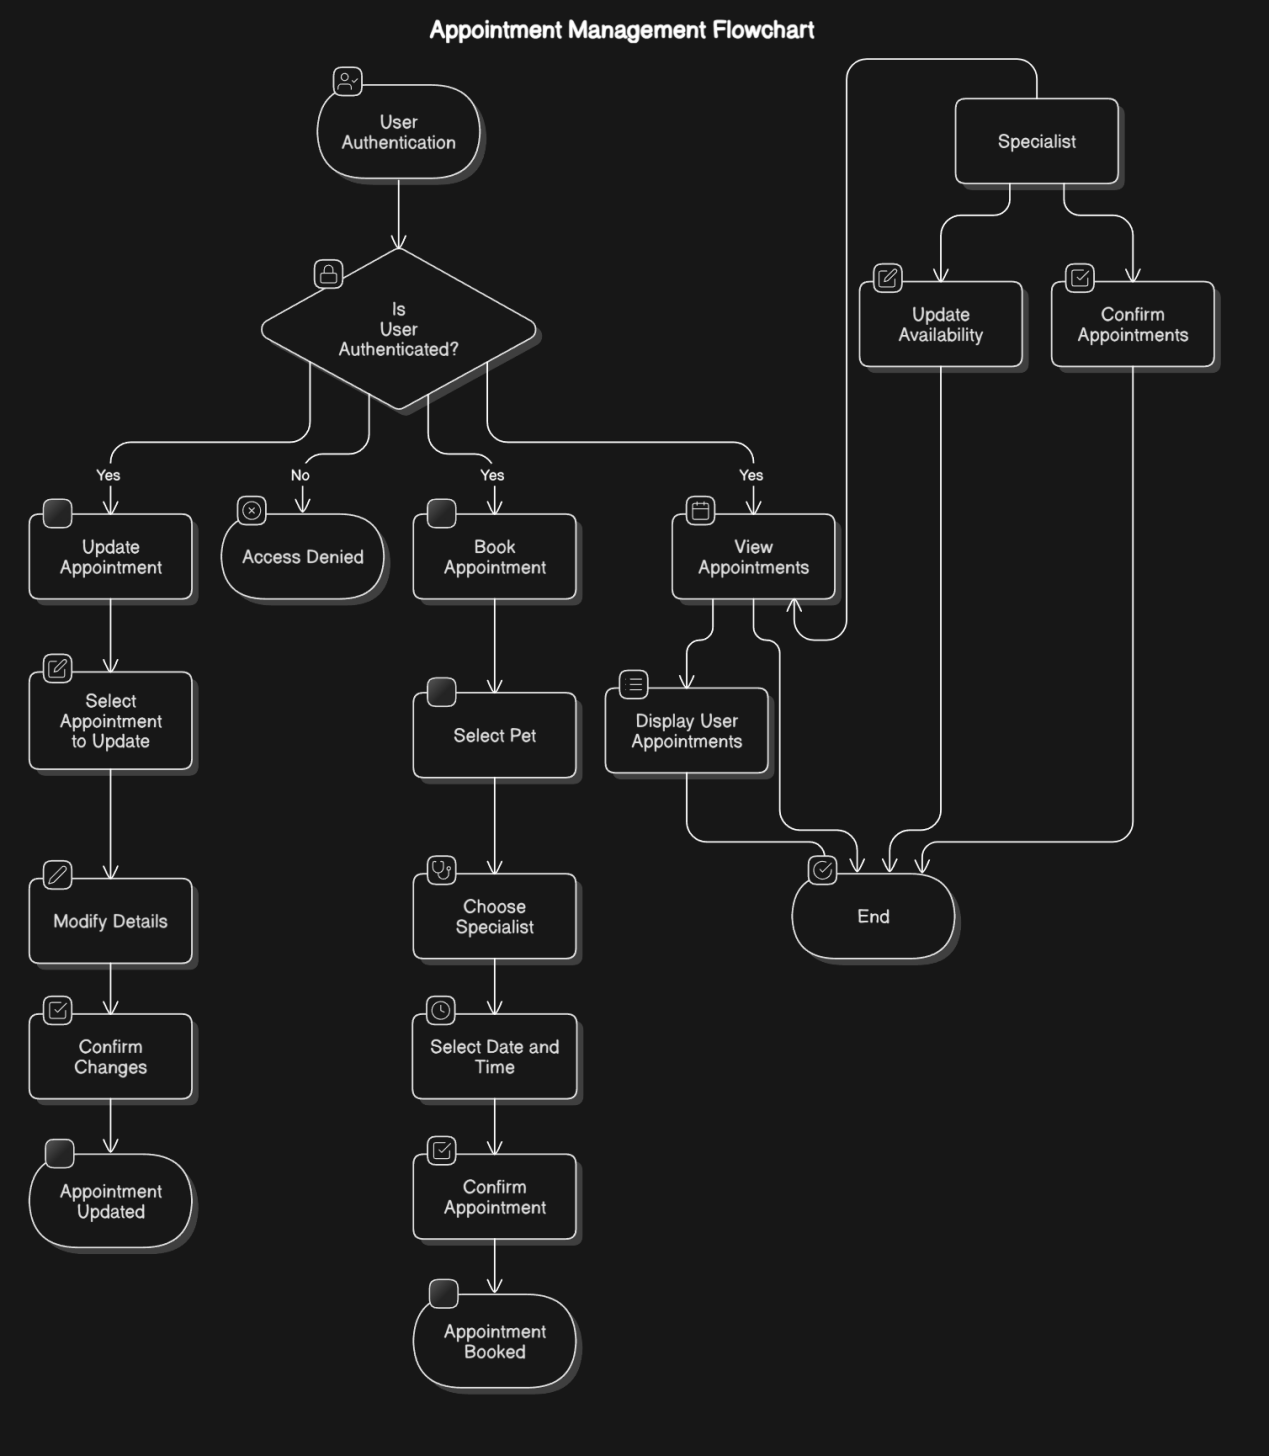 Appointment Management Flowchart
User
Authentication
Specialist
Is
User
Authenticated?
Update
Availability
Confirm
Appointments
Yes
No
Yes
Yes
Update
Appointment
Access Denied
Book
Appointment
View
Appointments
Select
Appointment
to Update
Select Pet
Display User
Appointments
Modify Details
Choose
Specialist
End
Confirm
Changes
Select Date and
Time
Appointment
Updated
Confirm
Appointment
Appointment
Booked